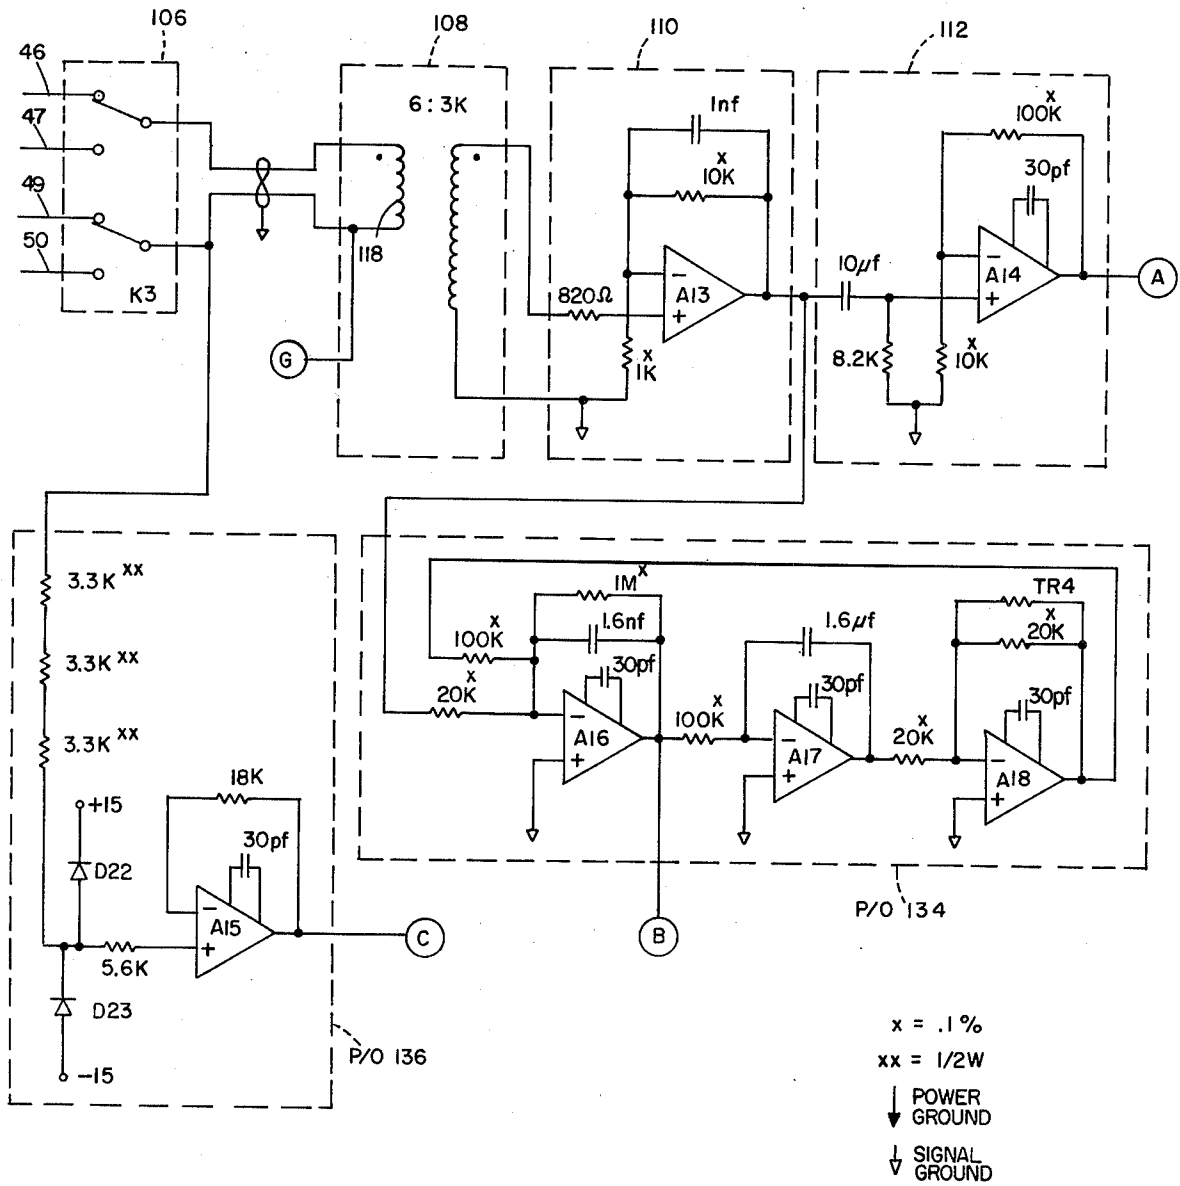 106
46
47
49
50
K3
108
6 : 3K
118
G
110
1nf
x
10K
A13
820Ω
x
1K
112
x
100K
30pf
A14
10µf
8.2K
x
10K
A
3.3K xx
3.3K xx
3.3K xx
+15
D22
18K
30pf
A15
5.6K
D23
-15
C
P/O 136
1M x
1.6nf
x
100K
x
20K
30pf
A16
B
x
100K
1.6µf
30pf
A17
x
20K
TR4
x
20K
30pf
A18
P/O 134
x = .1%
xx = 1/2W
POWER
GROUND
SIGNAL
GROUND